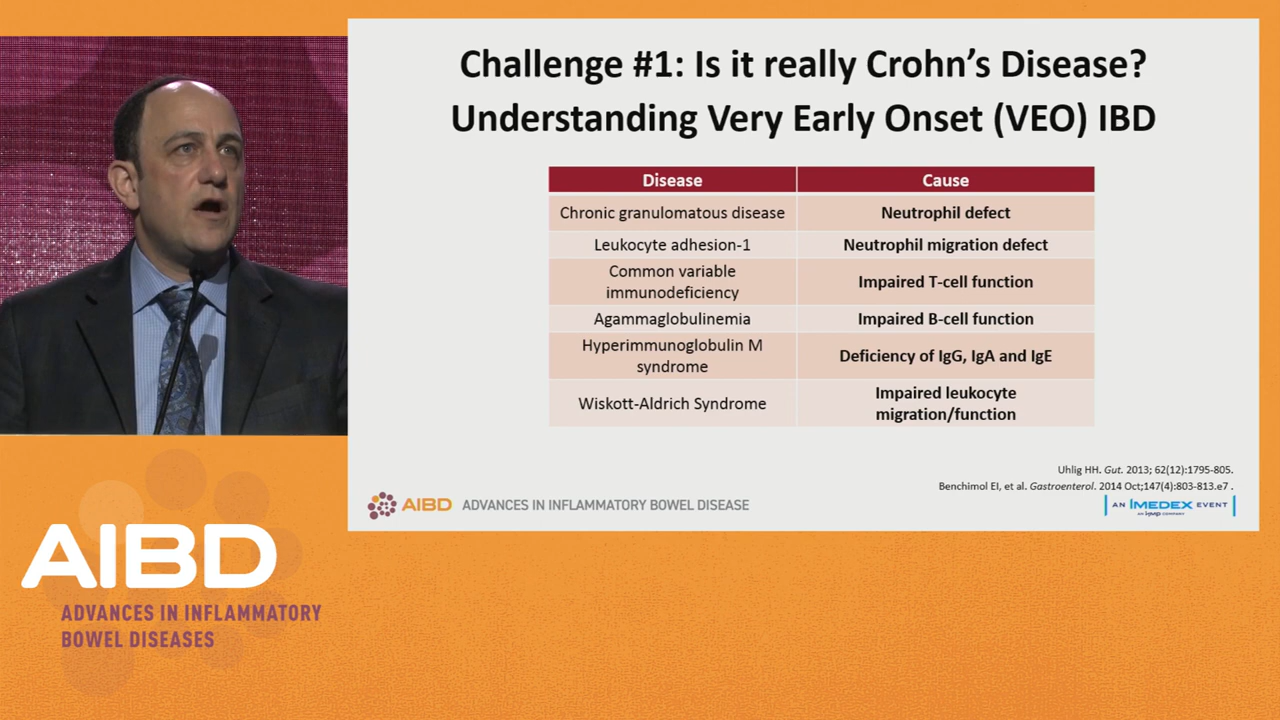 Challenge #1: Is it really Crohn's Disease?
Understanding Very Early Onset (VEO) IBD
Disease Cause
Chronic granulomatous disease Neutrophil defect
Leukocyte adhesion-1 Neutrophil migration defect
Common variable
immunodeficiency Impaired T-cell function
Agammaglobulinemia Impaired B-cell function
Hyperimmunoglobulin M
syndrome Deficiency of IgG, IgA and IgE
Wiskott-Aldrich Syndrome Impaired leukocyte
migration/function
Uhlig HH. Gut. 2013; 62(12):1795-805.
Benchimol EI, et al. Gastroenterol. 2014 Oct;147(4):803-813.e7 .
AIBD ADVANCES IN INFLAMMATORY BOWEL DISEASE
AN IMEDEX EVENT
AIBD
ADVANCES IN INFLAMMATORY
BOWEL DISEASES